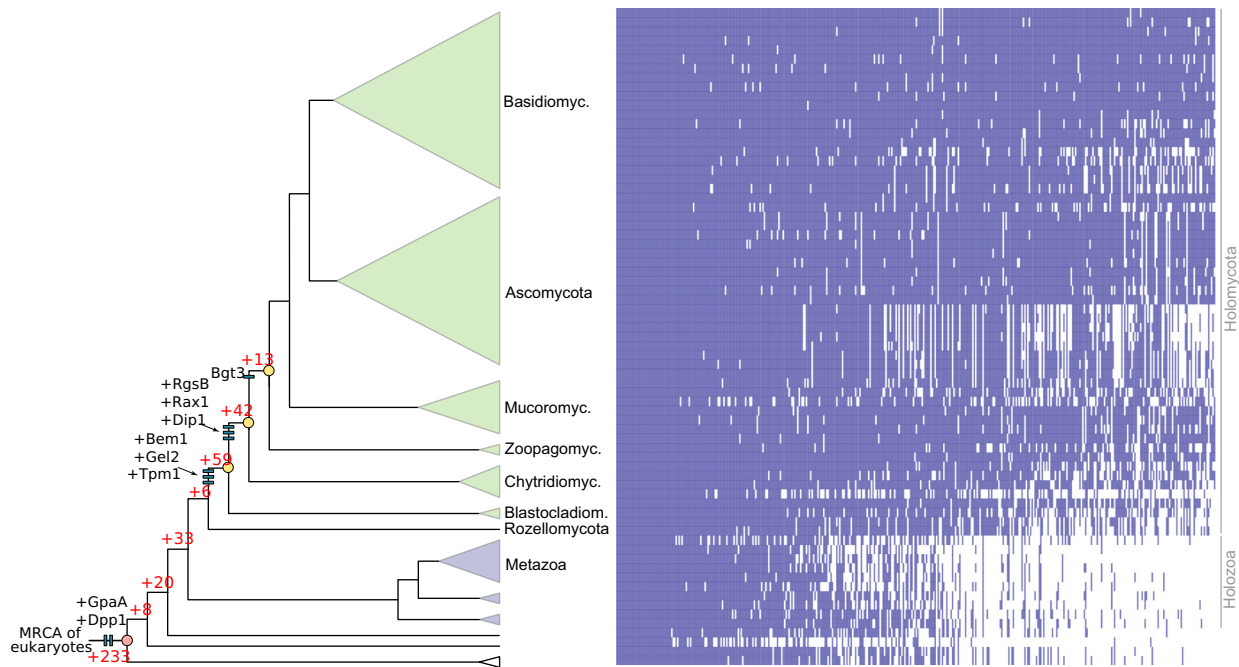 Basidiomyc.
Ascomycota
+13
Bgt3
+RgsB
+Rax1
+42
+Dip1
Mucoromyc.
+Bem1
Zoopagomyc.
+Gel2
+59
+Tpm1
Chytridiomyc.
+6
Blastocladiom.
Rozellomycota
+33
Metazoa
+20
+GpaA
+8
+Dpp1
MRCA of
eukaryotes
+233
Holomycota
Holozoa